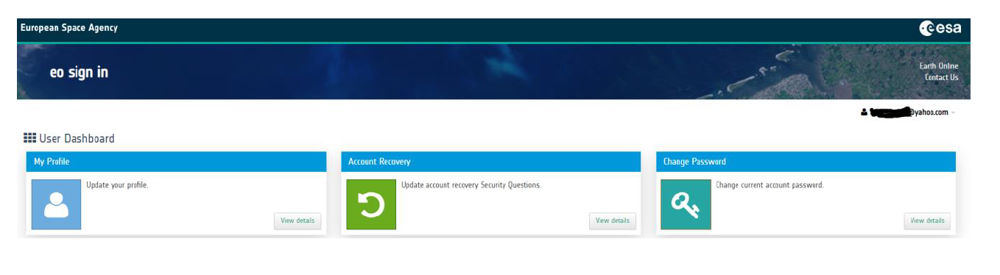 European Space Agency
esa
eo sign in
Earth Online
Contact Us
@yahoo.com
User Dashboard
My Profile
Account Recovery
Change Password
Update your profile.
Update account recovery Security Questions.
Change current account password.
View details
View details
View details